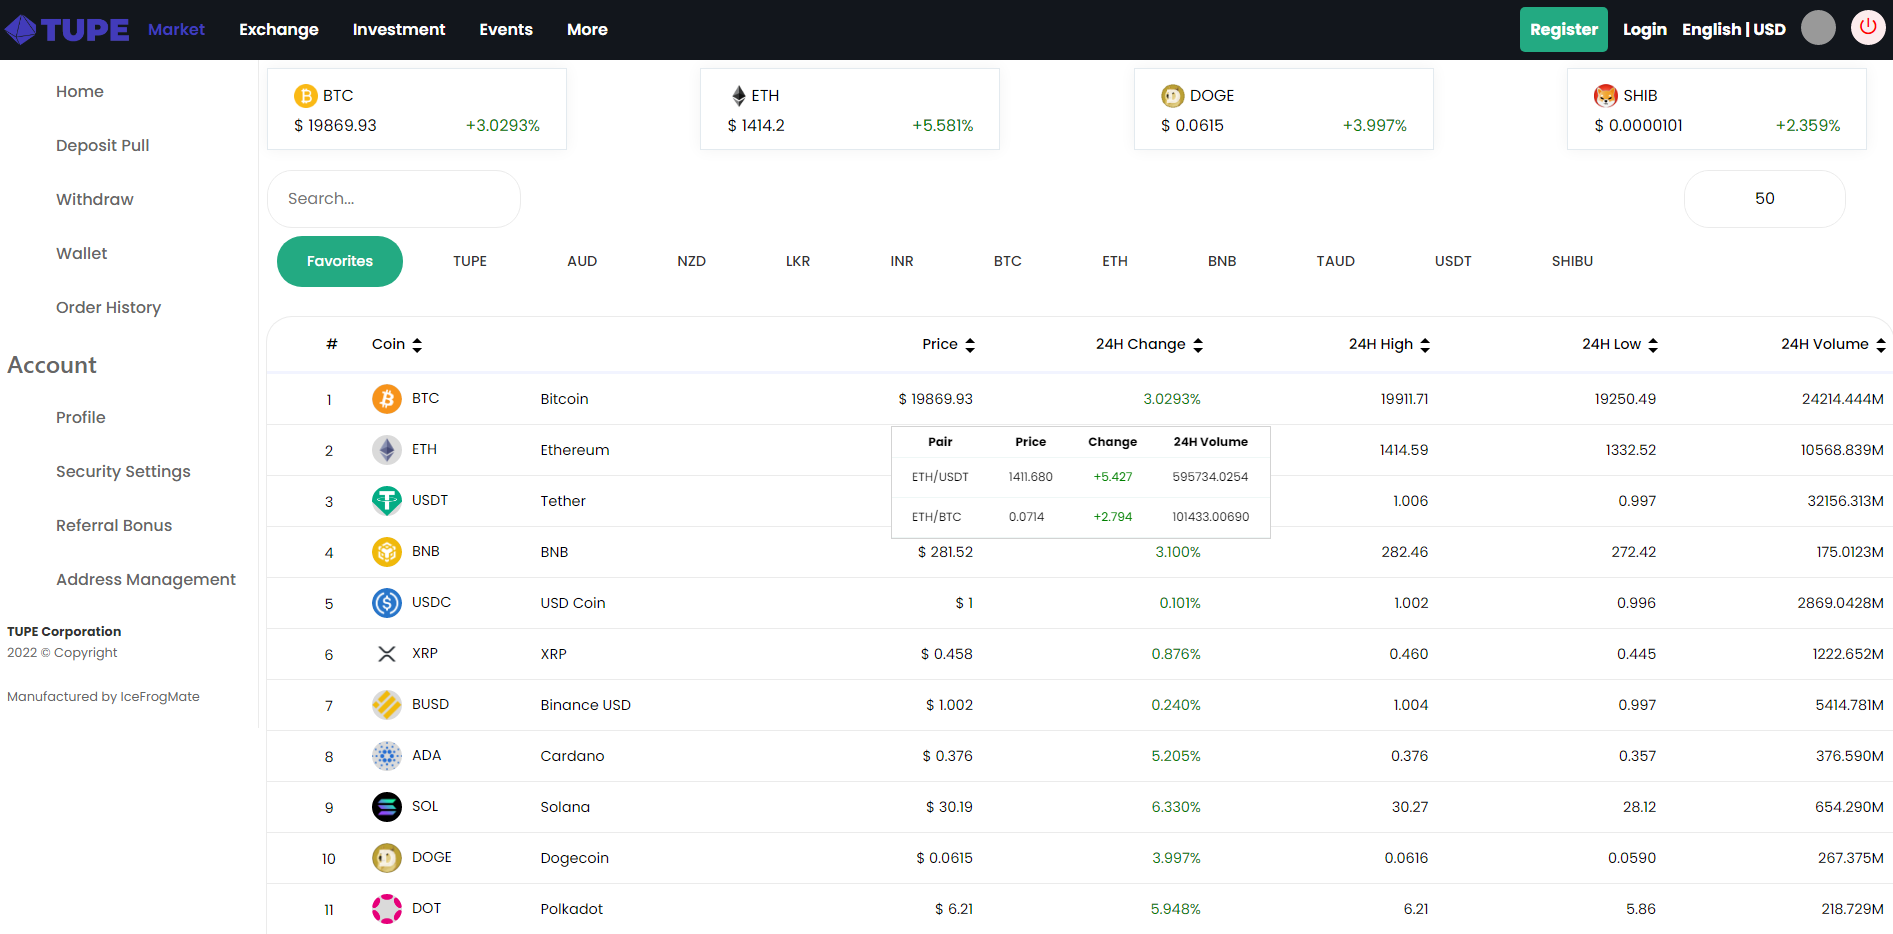 TUPE Market Exchange Investment Events More Register Login English | USD
Home
Deposit Pull
Withdraw
Wallet
Order History
Account
Profile
Security Settings
Referral Bonus
Address Management
TUPE Corporation
2022 © Copyright
Manufactured by IceFrogMate
BTC
$ 19869.93 +3.0293%
ETH
$ 1414.2 +5.581%
DOGE
$ 0.0615 +3.997%
SHIB
$ 0.0000101 +2.359%
Search... 50
Favorites TUPE AUD NZD LKR INR BTC ETH BNB TAUD USDT SHIBU
# Coin Price 24H Change 24H High 24H Low 24H Volume
1 BTC Bitcoin $ 19869.93 3.0293% 19911.71 19250.49 24214.444M
2 ETH Ethereum 1414.59 1332.52 10568.839M
3 USDT Tether 1.006 0.997 32156.313M
Pair Price Change 24H Volume
ETH/USDT 1411.680 +5.427 595734.0254
ETH/BTC 0.0714 +2.794 101433.00690
4 BNB BNB $ 281.52 3.100% 282.46 272.42 175.0123M
5 USDC USD Coin $ 1 0.101% 1.002 0.996 2869.0428M
6 XRP XRP $ 0.458 0.876% 0.460 0.445 1222.652M
7 BUSD Binance USD $ 1.002 0.240% 1.004 0.997 5414.781M
8 ADA Cardano $ 0.376 5.205% 0.376 0.357 376.590M
9 SOL Solana $ 30.19 6.330% 30.27 28.12 654.290M
10 DOGE Dogecoin $ 0.0615 3.997% 0.0616 0.0590 267.375M
11 DOT Polkadot $ 6.21 5.948% 6.21 5.86 218.729M